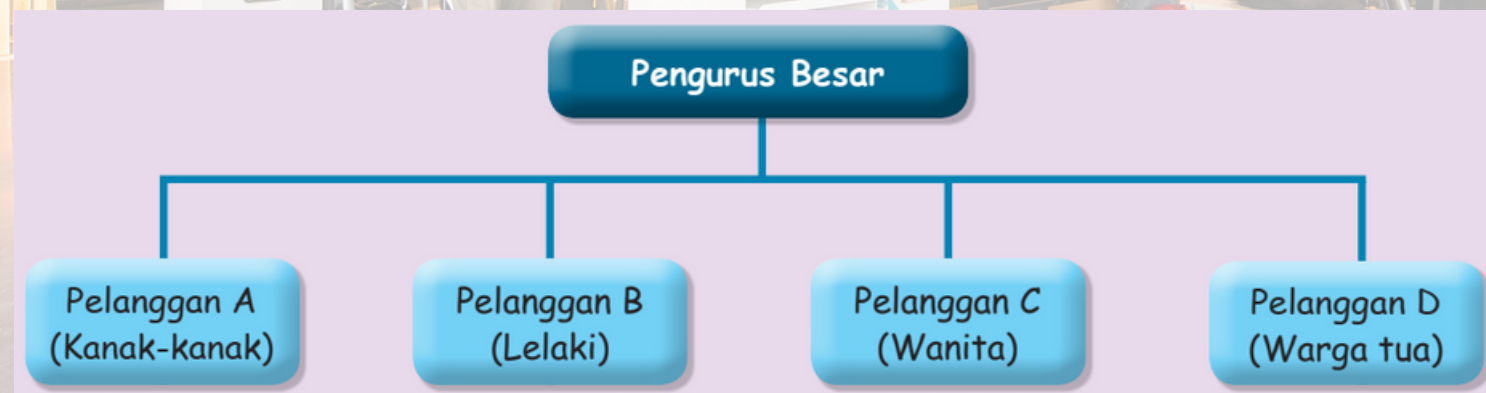 Pengurus Besar
Pelanggan A
(Kanak-kanak)
Pelanggan B
(Lelaki)
Pelanggan C
(Wanita)
Pelanggan D
(Warga tua)